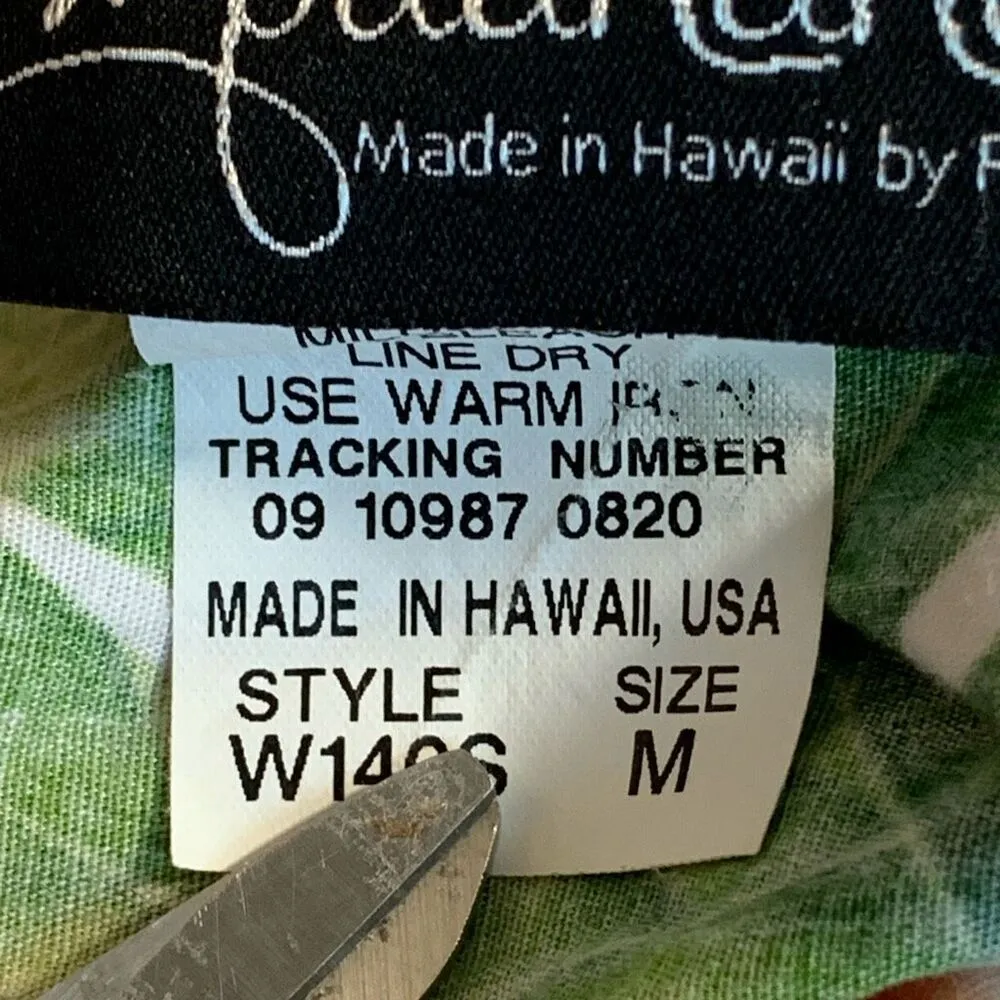 Made in Hawaii by
LINE DRY
USE WARM IRON
TRACKING NUMBER
09 10987 0820
MADE IN HAWAII, USA
STYLE SIZE
M